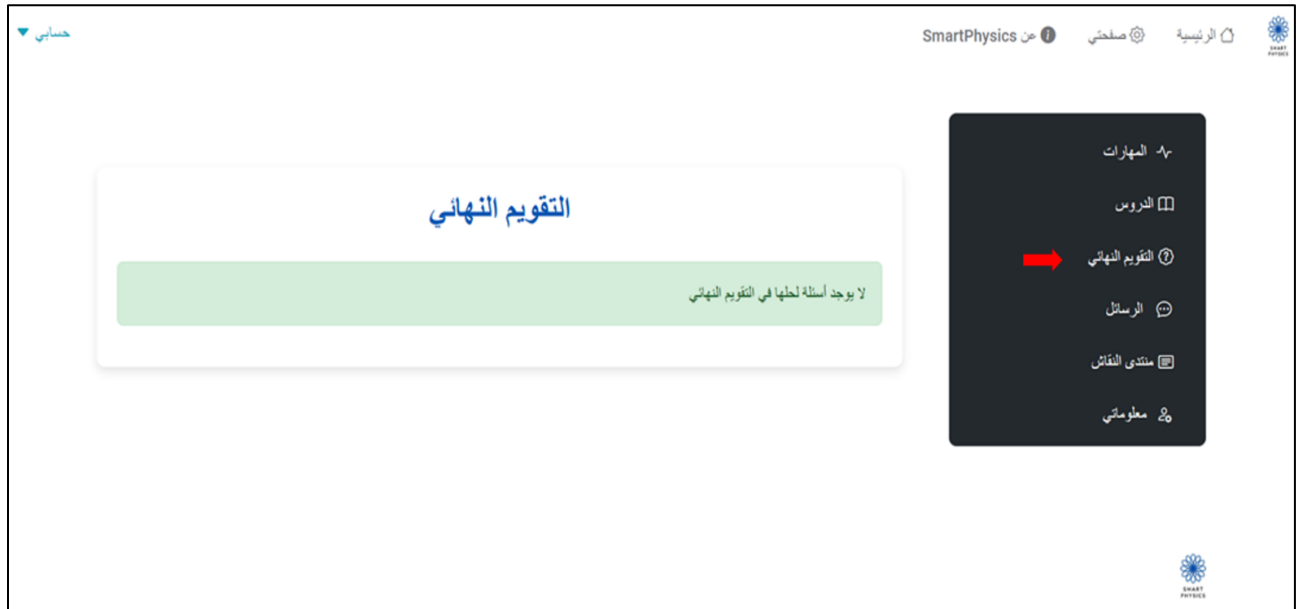 SMART
PHYSICS
الرئيسية
صفحتي
عن SmartPhysics
حسابي
المهارات
الدروس
التقويم النهائي
الرسائل
منتدى النقاش
معلوماتي
التقويم النهائي
لا يوجد أسئلة لحلها في التقويم النهائي
SMART
PHYSICS